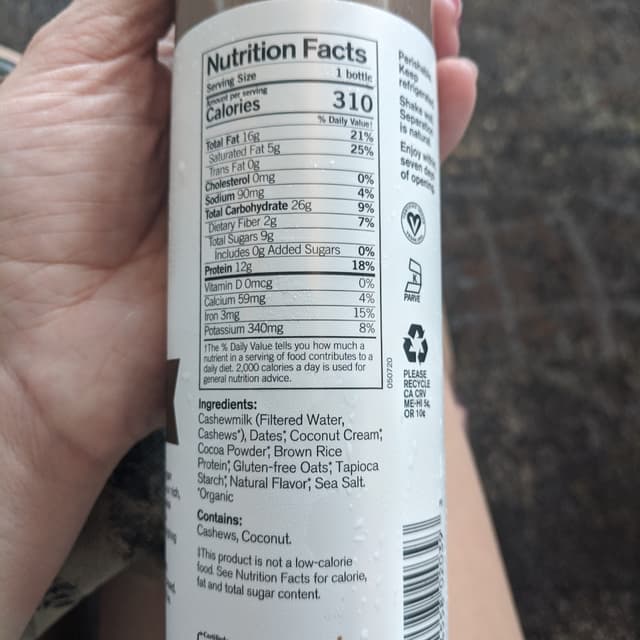 Nutrition Facts
Serving Size 1 bottle
Amount per serving
Calories 310
% Daily Value†
Total Fat 16g 21%
Saturated Fat 5g 25%
Trans Fat 0g
Cholesterol 0mg 0%
Sodium 90mg 4%
Total Carbohydrate 26g 9%
Dietary Fiber 2g 7%
Total Sugars 9g
Includes 0g Added Sugars 0%
Protein 12g 18%
Vitamin D 0mcg 0%
Calcium 59mg 4%
Iron 3mg 15%
Potassium 340mg 8%
†The % Daily Value tells you how much a
nutrient in a serving of food contributes to a
daily diet. 2,000 calories a day is used for
general nutrition advice.
050720
Ingredients:
Cashewmilk (Filtered Water,
Cashews*), Dates*, Coconut Cream*,
Cocoa Powder*, Brown Rice
Protein*, Gluten-free Oats*, Tapioca
Starch*, Natural Flavor*, Sea Salt.
*Organic
Contains:
Cashews, Coconut.
‡This product is not a low-calorie
food. See Nutrition Facts for calorie,
fat and total sugar content.
Keep
Shake
is natural
Enjoy
seven
of opening
PARVE
PLEASE
RECYCLE
CA CRV
ME-HI 5¢
OR 10¢